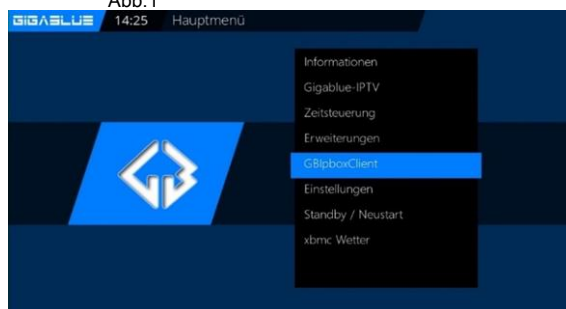 Abb.1
GIGABLUE 14:25 Hauptmenü
Informationen
Gigablue-IPTV
Zeitsteuerung
Erweiterungen
GBIpboxClient
Einstellungen
Standby / Neustart
xbmc Wetter